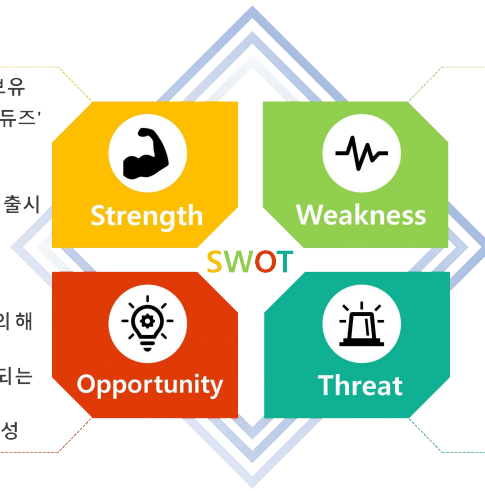 보유
듀즈'
출시
Strength
Weakness
SWOT
의 해
되는
Opportunity
Threat
성